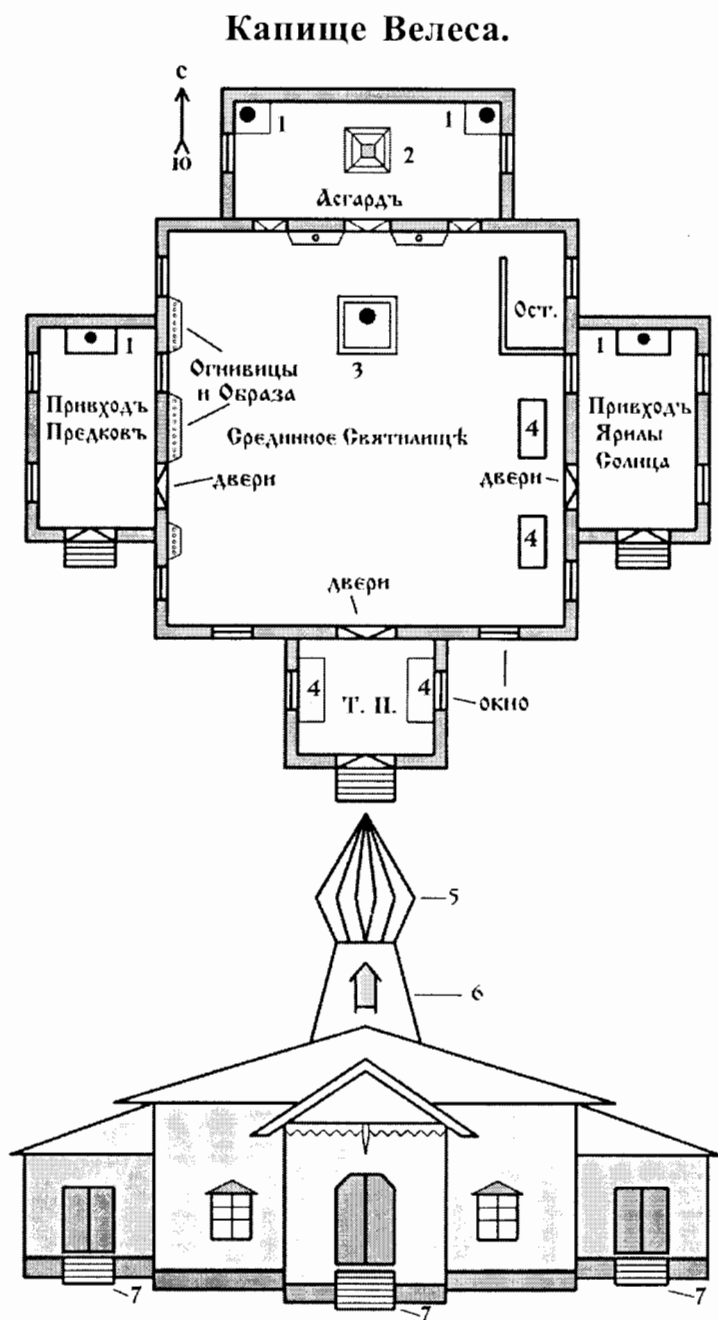 Капище Велеса.
С
Ю
1
1
2
Асгардъ
Ост.
3
1
1
Огнивицы
и Образа
Привходъ
Предковъ
Привходъ
Ярилы
Солнца
Срединное Святилищѣ
4
двери
двери
4
двери
4
4
Т. П.
окно
5
6
7
7
7